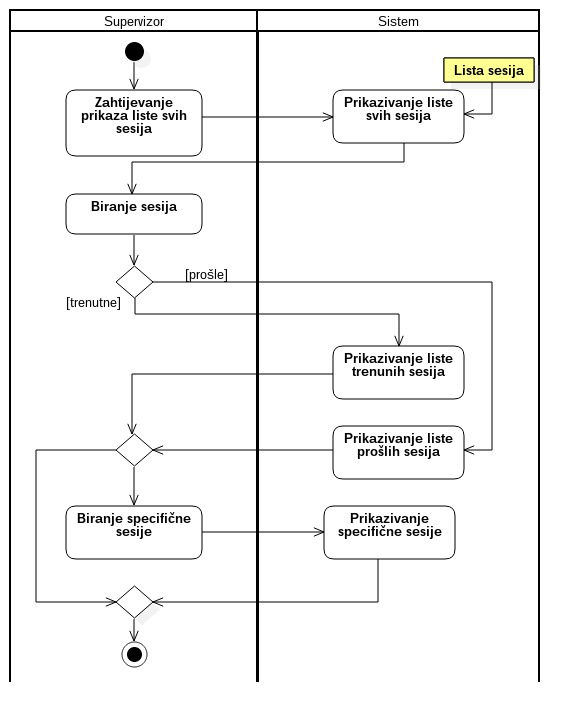 Supervizor
Sistem
Lista sesija
Zahtijevanje
prikaza liste svih
sesija
Prikazivanje liste
svih sesija
Biranje sesija
[prošle]
[trenutne]
Prikazivanje liste
trenunih sesija
Prikazivanje liste
prošlih sesija
Biranje specifične
sesije
Prikazivanje
specifične sesije